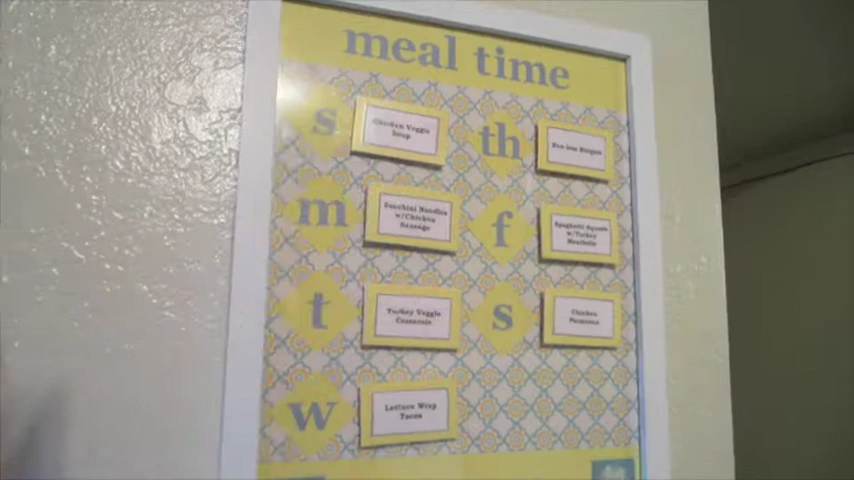 meal time
s
Chicken Veggie
Soup
m
Zucchini Noodles
w/Chicken
Sausage
t
Turkey Veggie
Casserole
w
Lettuce Wrap
Tacos
th
Bun-less Burgers
f
Spaghetti Squash
w/Turkey
Meatballs
s
Chicken